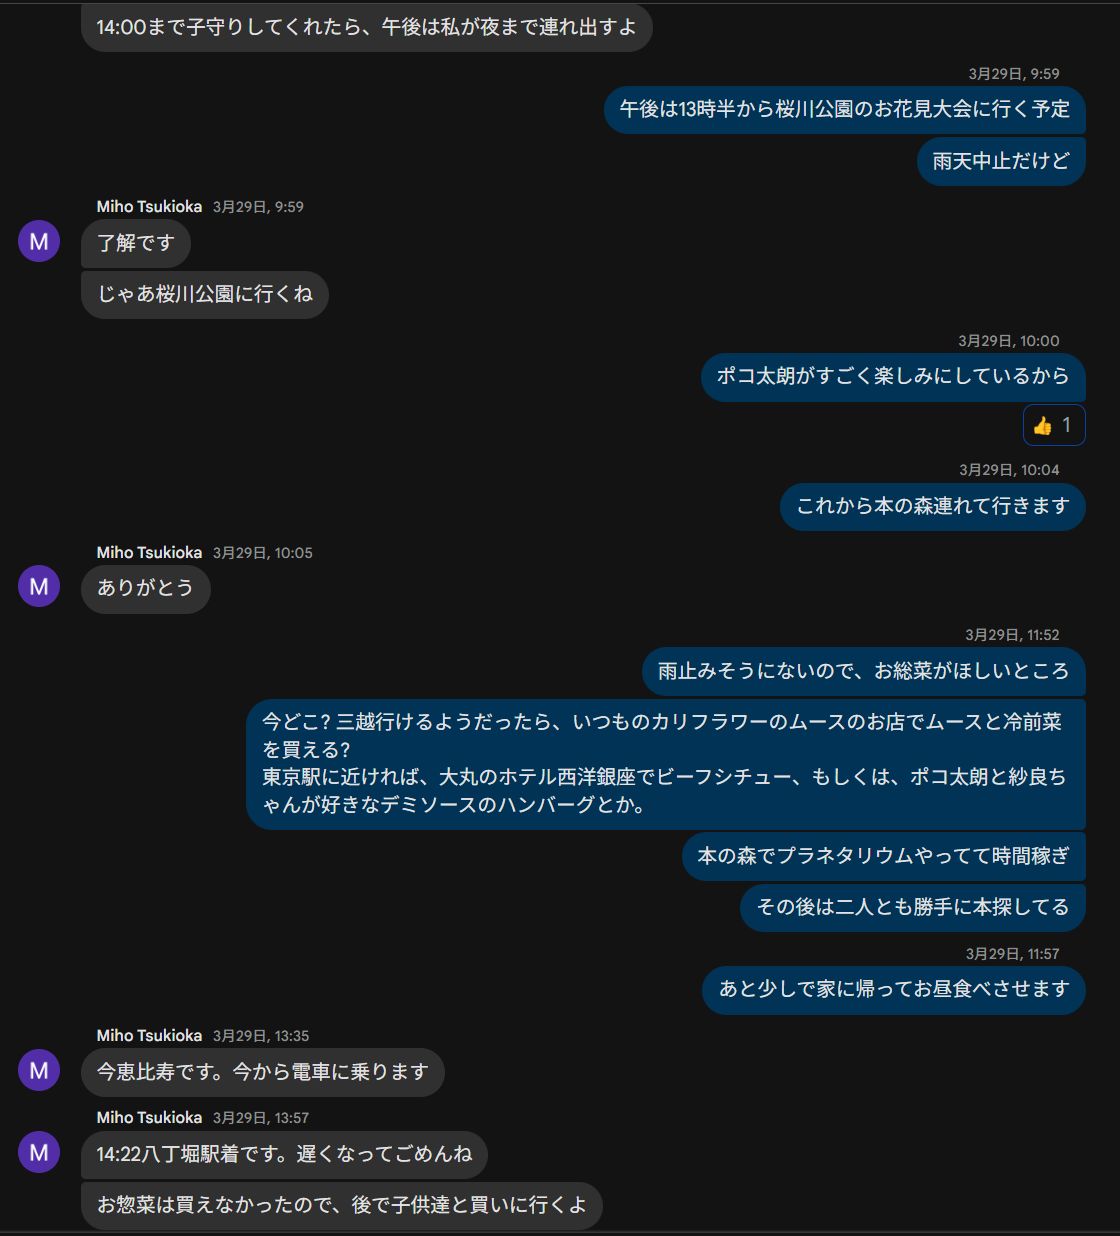 14:00まで子守りしてくれたら、午後は私が夜まで連れ出すよ
3月29日, 9:59
午後は13時半から桜川公園のお花見大会に行く予定
雨天中止だけど
Miho Tsukioka 3月29日, 9:59
M
了解です
じゃあ桜川公園に行くね
3月29日, 10:00
ポコ太朗がすごく楽しみにしているから
👍 1
3月29日, 10:04
これから本の森連れて行きます
Miho Tsukioka 3月29日, 10:05
M
ありがとう
3月29日, 11:52
雨止みそうにないので、お総菜がほしいところ
今どこ? 三越行けるようだったら、いつものカリフラワーのムースのお店でムースと冷前菜
を買える?
東京駅に近ければ、大丸のホテル西洋銀座でビーフシチュー、もしくは、ポコ太朗と紗良ち
ゃんが好きなデミソースのハンバーグとか。
本の森でプラネタリウムやってて時間稼ぎ
その後は二人とも勝手に本探してる
3月29日, 11:57
あと少しで家に帰ってお昼食べさせます
Miho Tsukioka 3月29日, 13:35
M
今恵比寿です。今から電車に乗ります
Miho Tsukioka 3月29日, 13:57
M
14:22八丁堀駅着です。遅くなってごめんね
お惣菜は買えなかったので、後で子供達と買いに行くよ